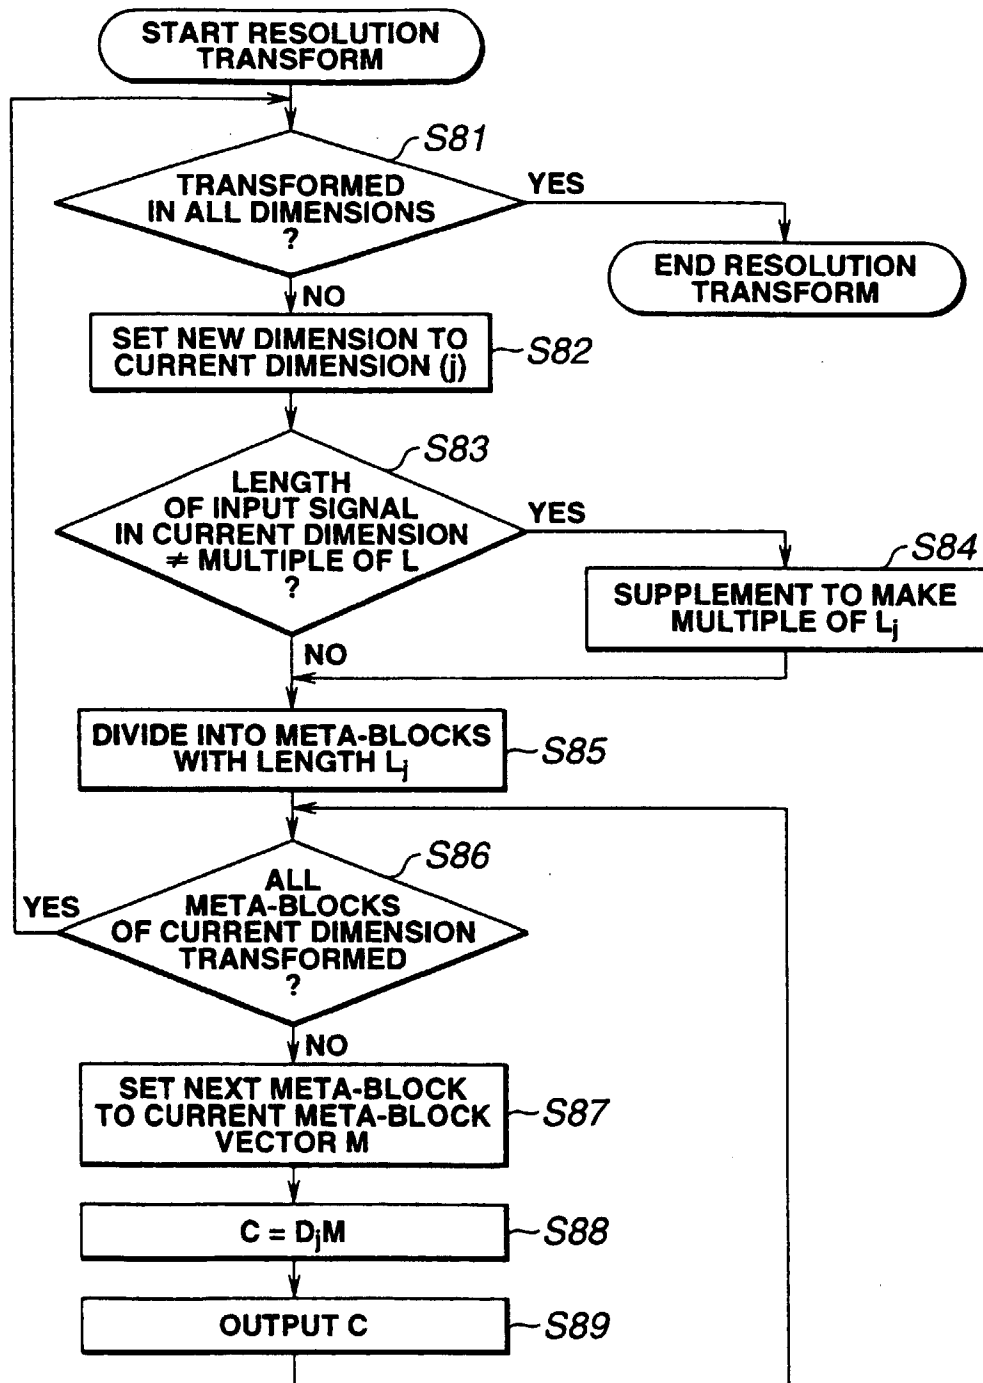 START RESOLUTION
TRANSFORM
S81
TRANSFORMED
IN ALL DIMENSIONS
?
YES
END RESOLUTION
TRANSFORM
NO
SET NEW DIMENSION TO
CURRENT DIMENSION (j)
S82
S83
LENGTH
OF INPUT SIGNAL
IN CURRENT DIMENSION
≠ MULTIPLE OF L
?
YES
S84
SUPPLEMENT TO MAKE
MULTIPLE OF Lj
NO
DIVIDE INTO META-BLOCKS
WITH LENGTH Lj
S85
S86
ALL
META-BLOCKS
OF CURRENT DIMENSION
TRANSFORMED
?
YES
NO
SET NEXT META-BLOCK
TO CURRENT META-BLOCK
VECTOR M
S87
C = DjM
S88
OUTPUT C
S89